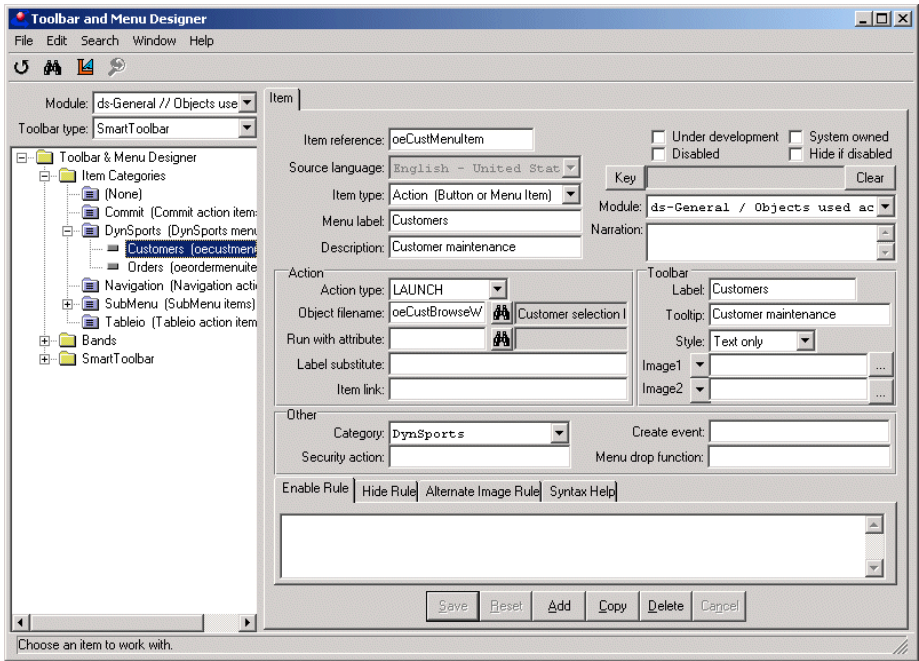 Toolbar and Menu Designer
File Edit Search Window Help
Module: ds-General // Objects use
Toolbar type: SmartToolbar
Toolbar & Menu Designer
Item Categories
(None)
Commit (Commit action item:
DynSports (DynSports menu
Customers (oecustmen
Orders (oeordermenuite
Navigation (Navigation acti
SubMenu (SubMenu items)
Tableio (Tableio action item
Bands
SmartToolbar
Item
Item reference: oeCustMenuItem
Under development System owned
Disabled Hide if disabled
Source language: English - United Stat
Key Clear
Item type: Action (Button or Menu Item)
Module: ds-General / Objects used ac
Menu label: Customers
Narration:
Description: Customer maintenance
Action
Action type: LAUNCH
Object filename: oeCustBrowseW Customer selection
Run with attribute:
Label substitute:
Item link:
Toolbar
Label: Customers
Tooltip: Customer maintenance
Style: Text only
Image1 ...
Image2 ...
Other
Category: DynSports
Create event:
Security action:
Menu drop function:
Enable Rule Hide Rule Alternate Image Rule Syntax Help
Save Reset Add Copy Delete Cancel
Choose an item to work with.